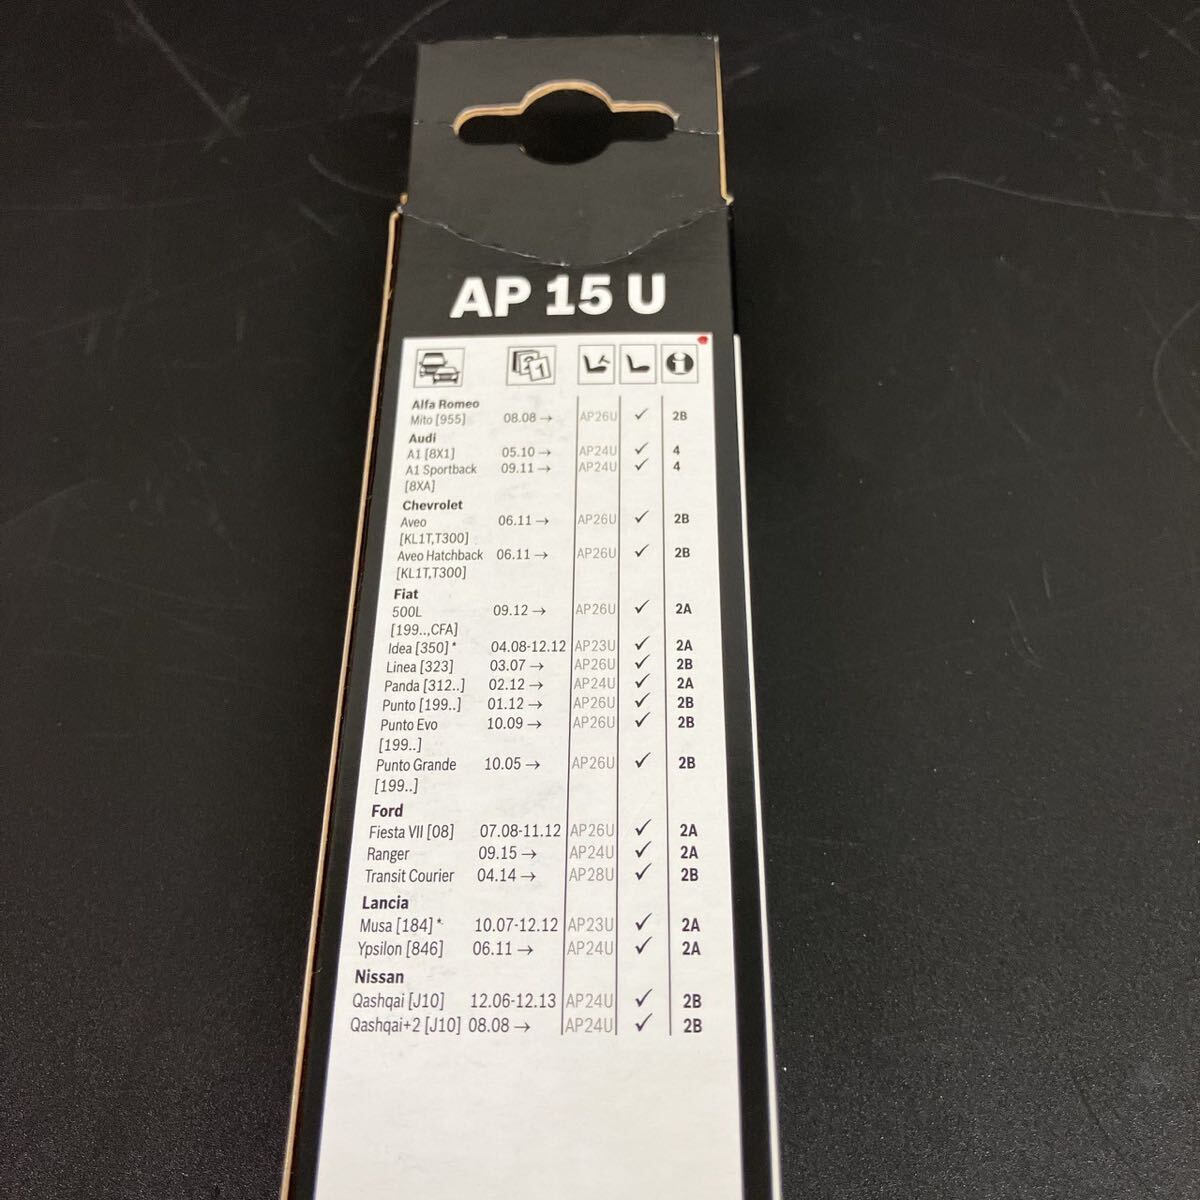 AP 15 U
21
i
Alfa Romeo
Mito [955] 08.08 → AP26U ✓ 2B
Audi
A1 [8X1] 05.10 → AP24U ✓ 4
A1 Sportback 09.11 → AP24U ✓ 4
[8XA]
Chevrolet
Aveo 06.11 → AP26U ✓ 2B
[KL1T,T300]
Aveo Hatchback 06.11 → AP26U ✓ 2B
[KL1T,T300]
Fiat
500L 09.12 → AP26U ✓ 2A
[199..,CFA]
Idea [350] * 04.08-12.12 AP23U ✓ 2A
Linea [323] 03.07 → AP26U ✓ 2B
Panda [312..] 02.12 → AP24U ✓ 2A
Punto [199..] 01.12 → AP26U ✓ 2B
Punto Evo 10.09 → AP26U ✓ 2B
[199..]
Punto Grande 10.05 → AP26U ✓ 2B
[199..]
Ford
Fiesta VII [08] 07.08-11.12 AP26U ✓ 2A
Ranger 09.15 → AP24U ✓ 2A
Transit Courier 04.14 → AP28U ✓ 2B
Lancia
Musa [184] * 10.07-12.12 AP23U ✓ 2A
Ypsilon [846] 06.11 → AP24U ✓ 2A
Nissan
Qashqai [J10] 12.06-12.13 AP24U ✓ 2B
Qashqai+2 [J10] 08.08 → AP24U ✓ 2B